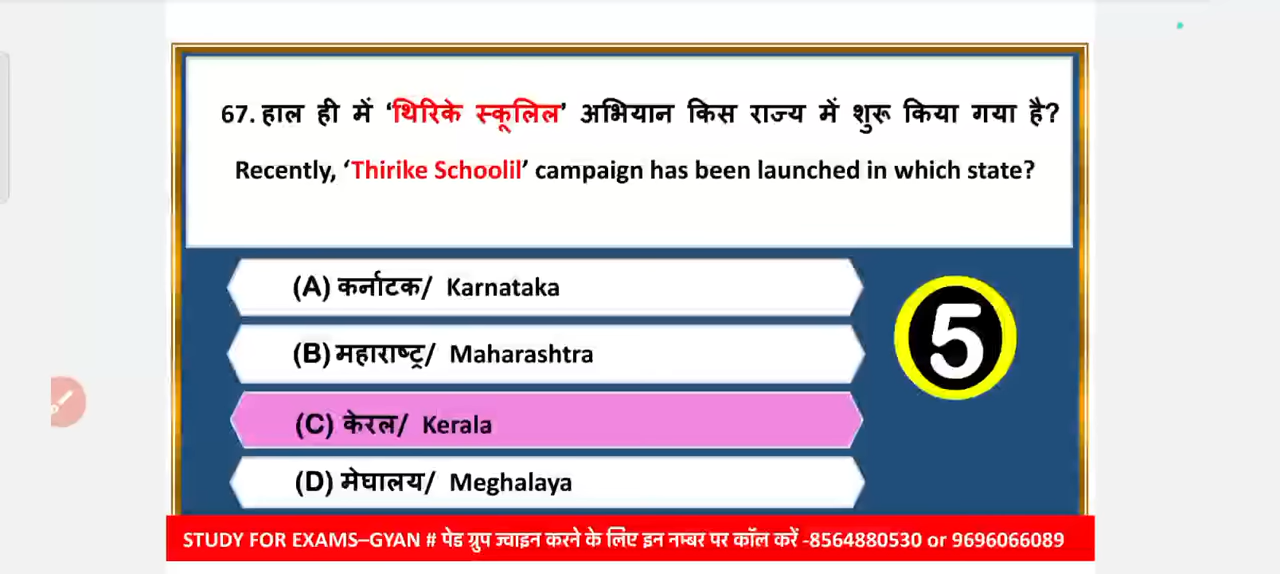 67. हाल ही में ‘थिरिके स्कूलिल’ अभियान किस राज्य में शुरू किया गया है?
Recently, ‘Thirike Schoolil’ campaign has been launched in which state?
(A) कर्नाटक/ Karnataka
(B) महाराष्ट्र/ Maharashtra
5
(C) केरल/ Kerala
(D) मेघालय/ Meghalaya
STUDY FOR EXAMS–GYAN # पेड ग्रुप ज्वाइन करने के लिए इन नम्बर पर कॉल करें -8564880530 or 9696066089